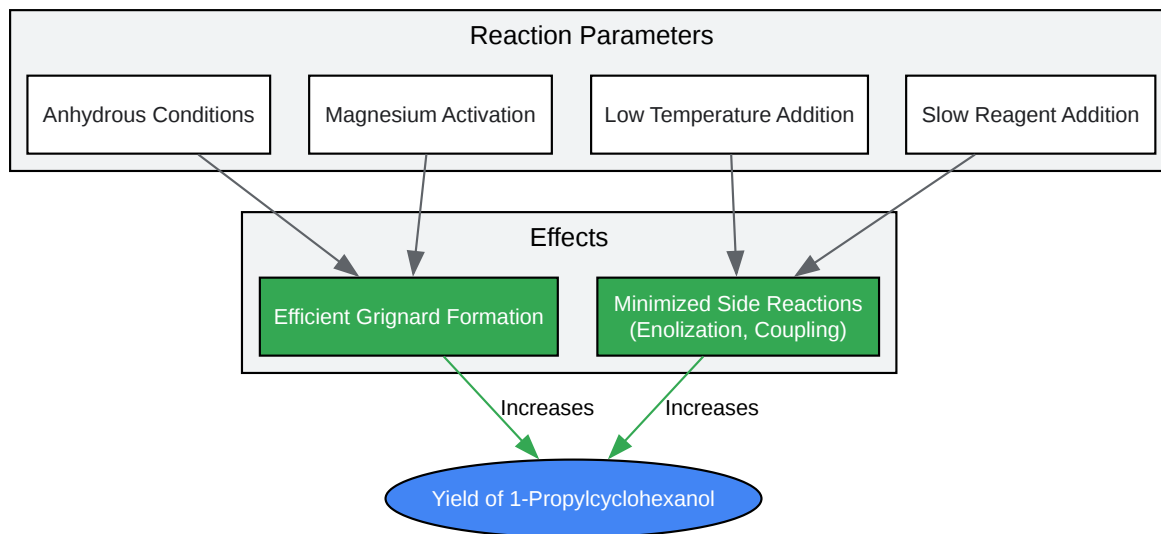 Reaction Parameters
Anhydrous Conditions
Magnesium Activation
Low Temperature Addition
Slow Reagent Addition
Effects
Efficient Grignard Formation
Minimized Side Reactions
(Enolization, Coupling)
Increases
Increases
Yield of 1-Propylcyclohexanol